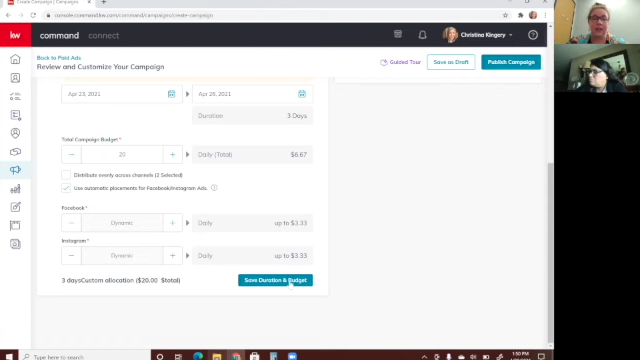 Create Campaign | Campaigns
console.command.kw.com/command/campaigns/create-campaign
kw command connect Christina Kingery
Back to Paid Ads
Review and Customize Your Campaign
Guided Tour Save as Draft Publish Campaign
Apr 23, 2021 Apr 26, 2021
Duration 3 Days
Total Campaign Budget*
20 Daily (Total) $6.67
Distribute evenly across channels (2 Selected)
Use automatic placements for Facebook/Instagram Ads.
Facebook*
Dynamic Daily up to $3.33
Instagram*
Dynamic Daily up to $3.33
3 daysCustom allocation ($20.00 $total) Save Duration & Budget
Type here to search
1:50 PM